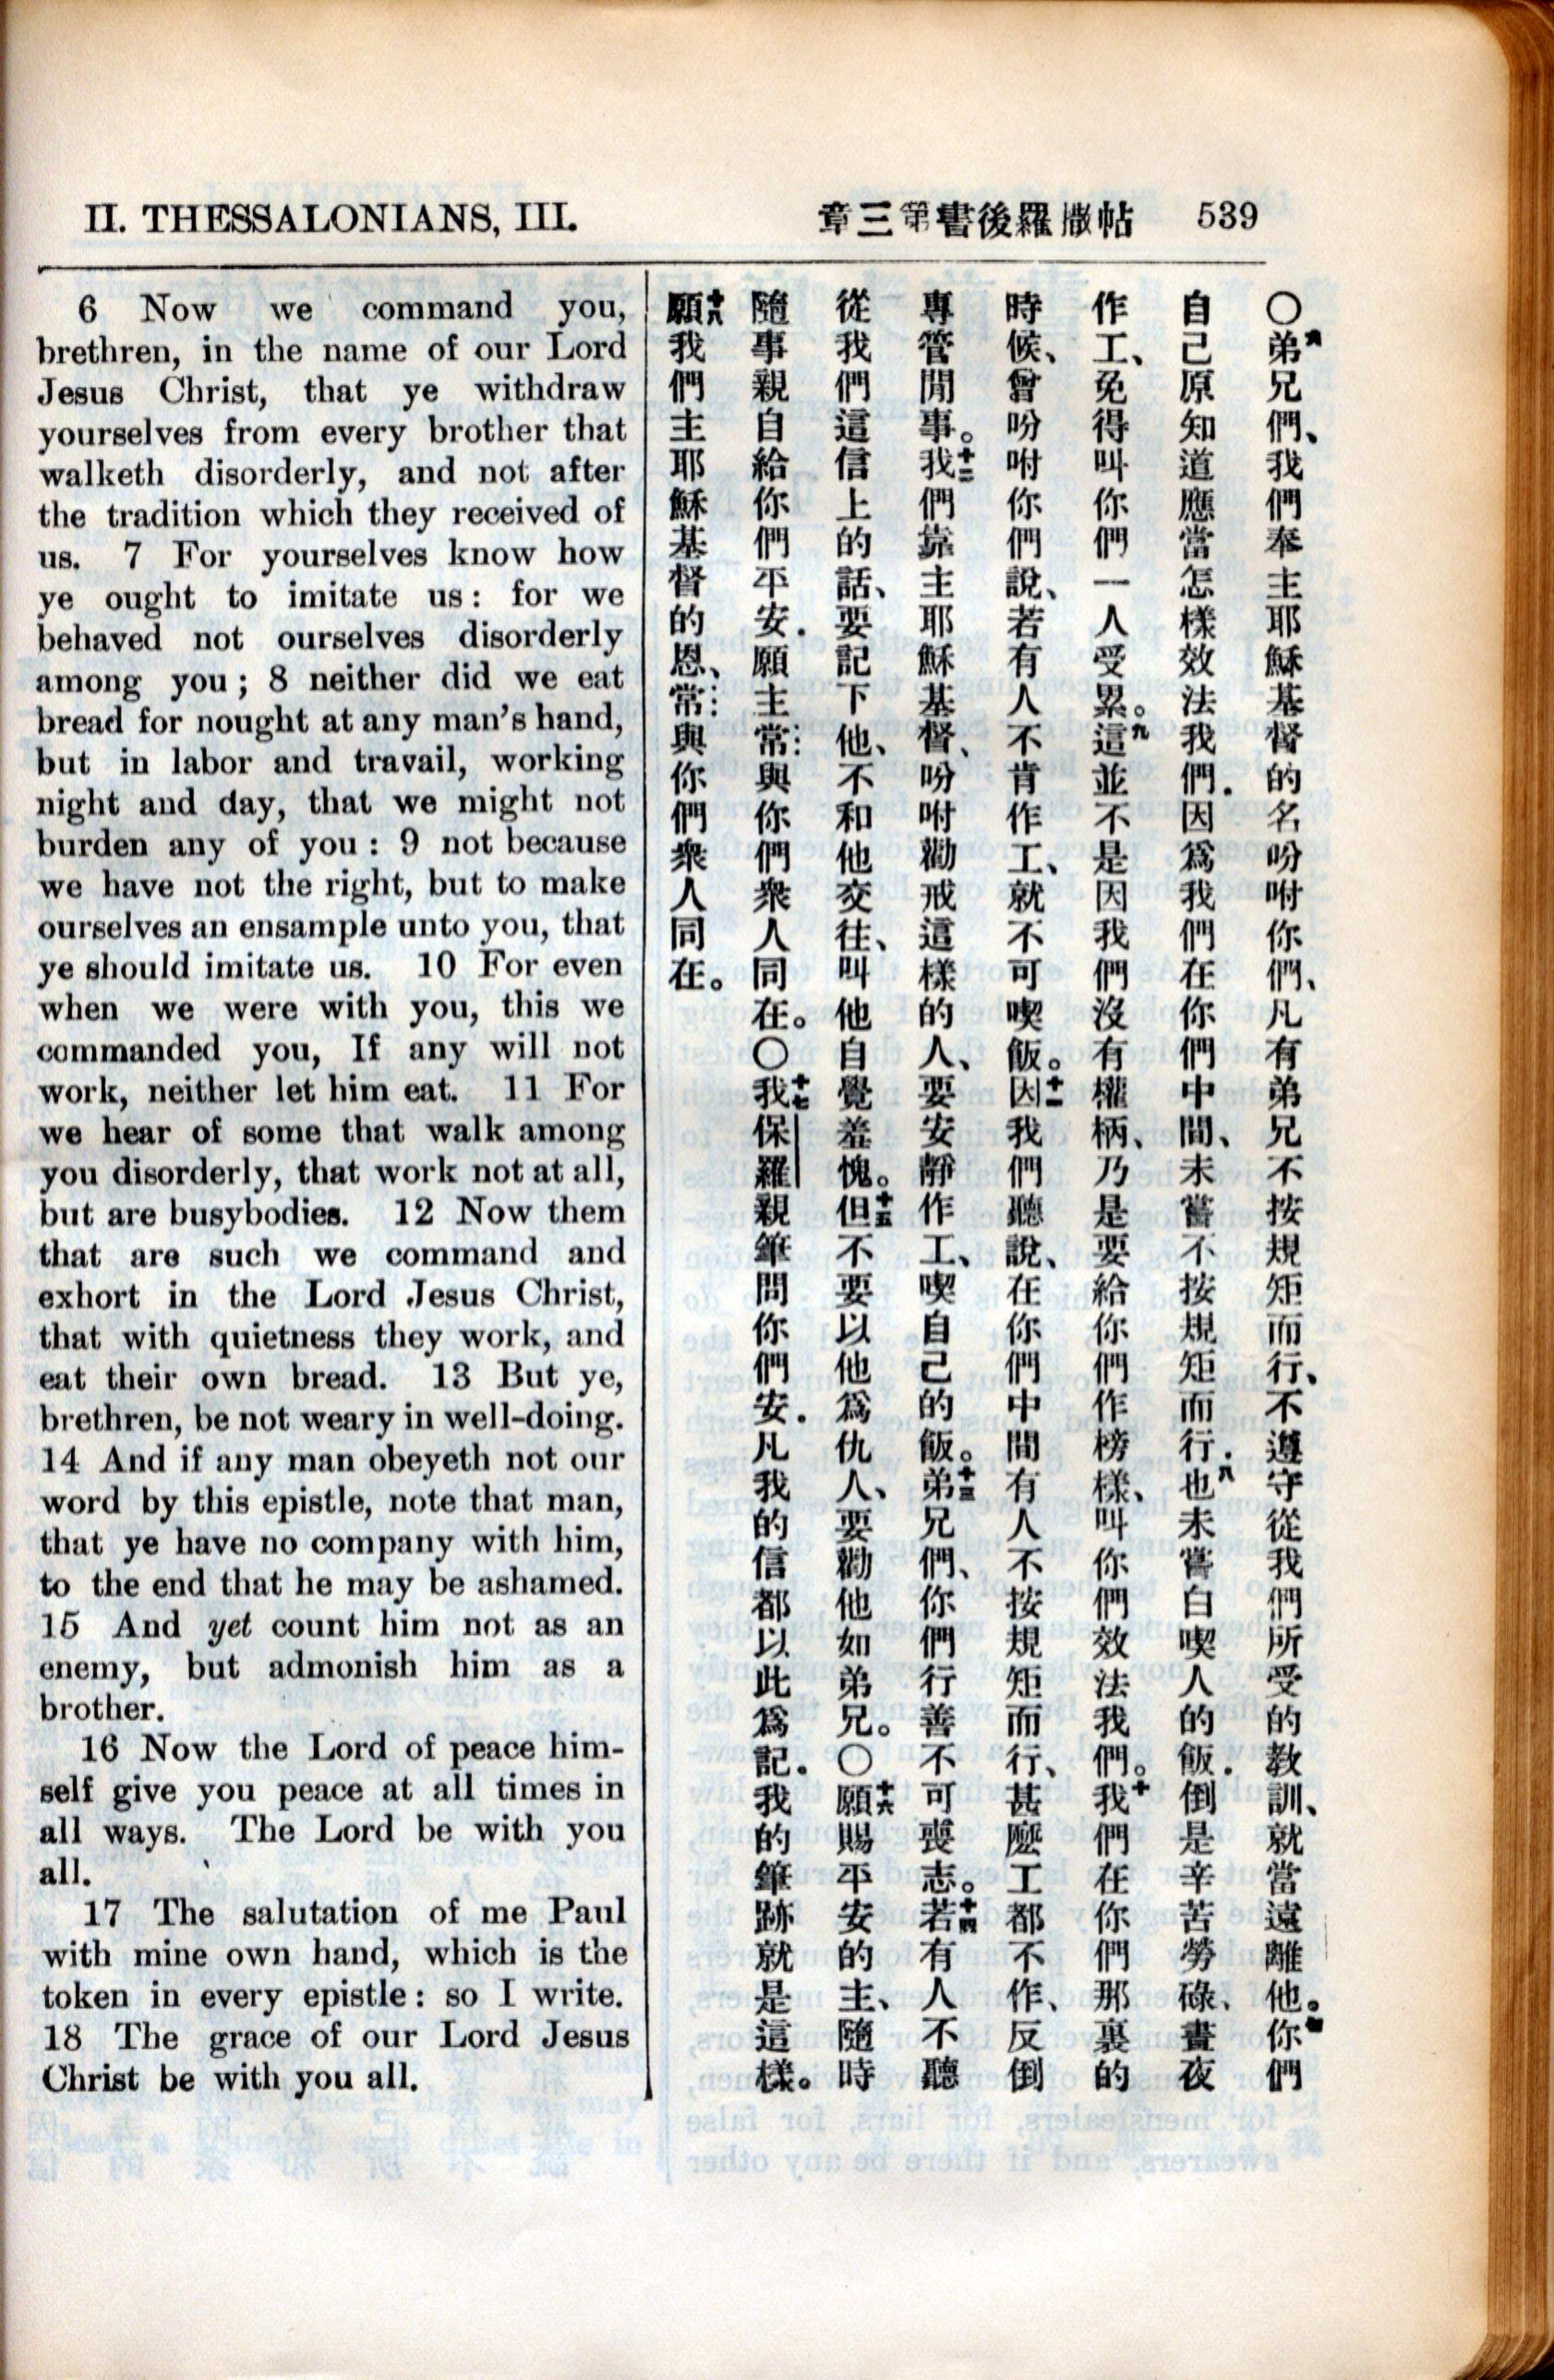 II. THESSALONIANS, III.
帖撒羅後書第三章
539
6 Now we command you,
brethren, in the name of our Lord
Jesus Christ, that ye withdraw
yourselves from every brother that
walketh disorderly, and not after
the tradition which they received of
us. 7 For yourselves know how
ye ought to imitate us: for we
behaved not ourselves disorderly
among you; 8 neither did we eat
bread for nought at any man's hand,
but in labor and travail, working
night and day, that we might not
burden any of you: 9 not because
we have not the right, but to make
ourselves an ensample unto you, that
ye should imitate us. 10 For even
when we were with you, this we
commanded you, If any will not
work, neither let him eat. 11 For
we hear of some that walk among
you disorderly, that work not at all,
but are busybodies. 12 Now them
that are such we command and
exhort in the Lord Jesus Christ,
that with quietness they work, and
eat their own bread. 13 But ye,
brethren, be not weary in well-doing.
14 And if any man obeyeth not our
word by this epistle, note that man,
that ye have no company with him,
to the end that he may be ashamed.
15 And yet count him not as an
enemy, but admonish him as a
brother.
16 Now the Lord of peace him-
self give you peace at all times in
all ways. The Lord be with you
all.
17 The salutation of me Paul
with mine own hand, which is the
token in every epistle: so I write.
18 The grace of our Lord Jesus
Christ be with you all.
〇六弟兄們、我們奉主耶穌基督的名吩咐你們、凡有弟兄不按規矩而行、不遵守從我們所受的教訓、就當遠離他。七你們
自己原知道應當怎樣效法我們．因爲我們在你們中間、未嘗不按規矩而行．八也未嘗白喫人的飯．倒是辛苦勞碌、晝夜
作工、免得叫你們一人受累。九這並不是因我們沒有權柄、乃是要給你們作榜樣、叫你們效法我們。十我們在你們那裏的
時候、曾吩咐你們說、若有人不肯作工、就不可喫飯。十一因我們聽說、在你們中間有人不按規矩而行、甚麼工都不作、反倒
專管閒事。十二我們靠主耶穌基督、吩咐勸戒這樣的人、要安靜作工、喫自己的飯。十三弟兄們、你們行善不可喪志。十四若有人不聽
從我們這信上的話、要記下他、不和他交往、叫他自覺羞愧。十五但不要以他爲仇人、要勸他如弟兄。〇十六願賜平安的主、隨時
隨事親自給你們平安．願主常與你們衆人同在。〇十七我保羅親筆問你們安．凡我的信都以此爲記．我的筆跡就是這樣。
十八願我們主耶穌基督的恩、常與你們衆人同在。